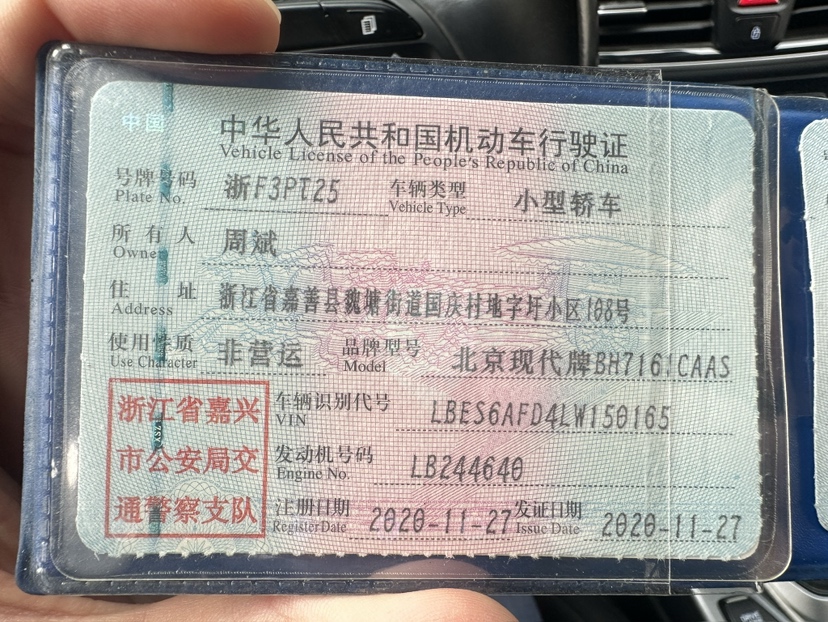 中国
中华人民共和国机动车行驶证
Vehicle License of the People's Republic of China
号牌号码 浙F3PT25 车辆类型 小型轿车
Plate No. Vehicle Type
所有人 周斌
Owner
住址 浙江省嘉善县魏塘街道国庆村地字圩小区108号
Address
使用性质 非营运 品牌型号 北京现代牌BH7161CAAS
Use Character Model
浙江省嘉兴
市公安局交
通警察支队
车辆识别代号 LBES6AFD4LW150165
VIN
发动机号码 LB244640
Engine No.
注册日期 2020-11-27 发证日期 2020-11-27
Register Date Issue Date